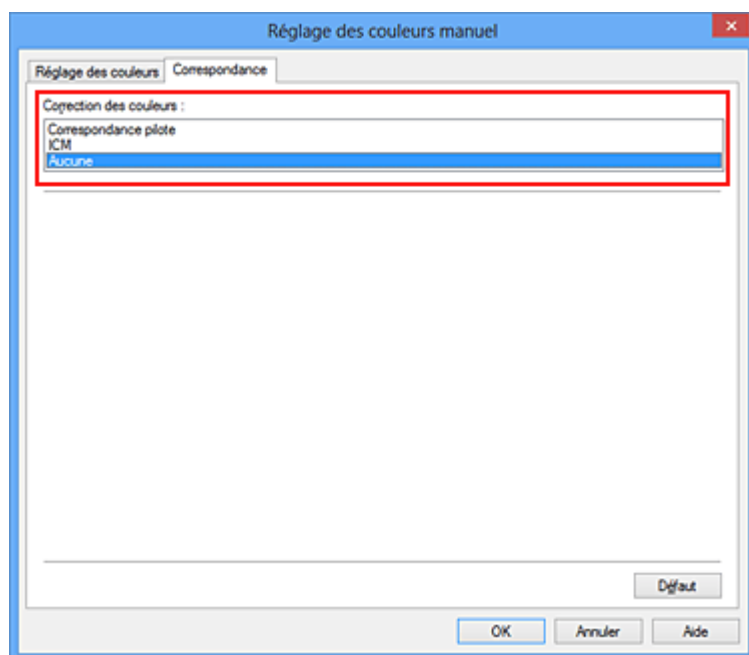 Réglage des couleurs manuel
Réglage des couleurs Correspondance
Correction des couleurs :
Correspondance pilote
ICM
Aucune
Défaut
OK Annuler Aide